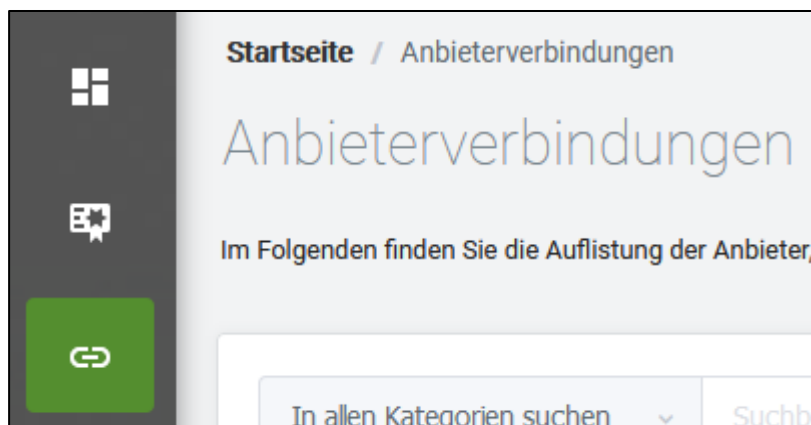 Startseite / Anbieterverbindungen
Anbieterverbindungen
Im Folgenden finden Sie die Auflistung der Anbieter,
In allen Kategorien suchen